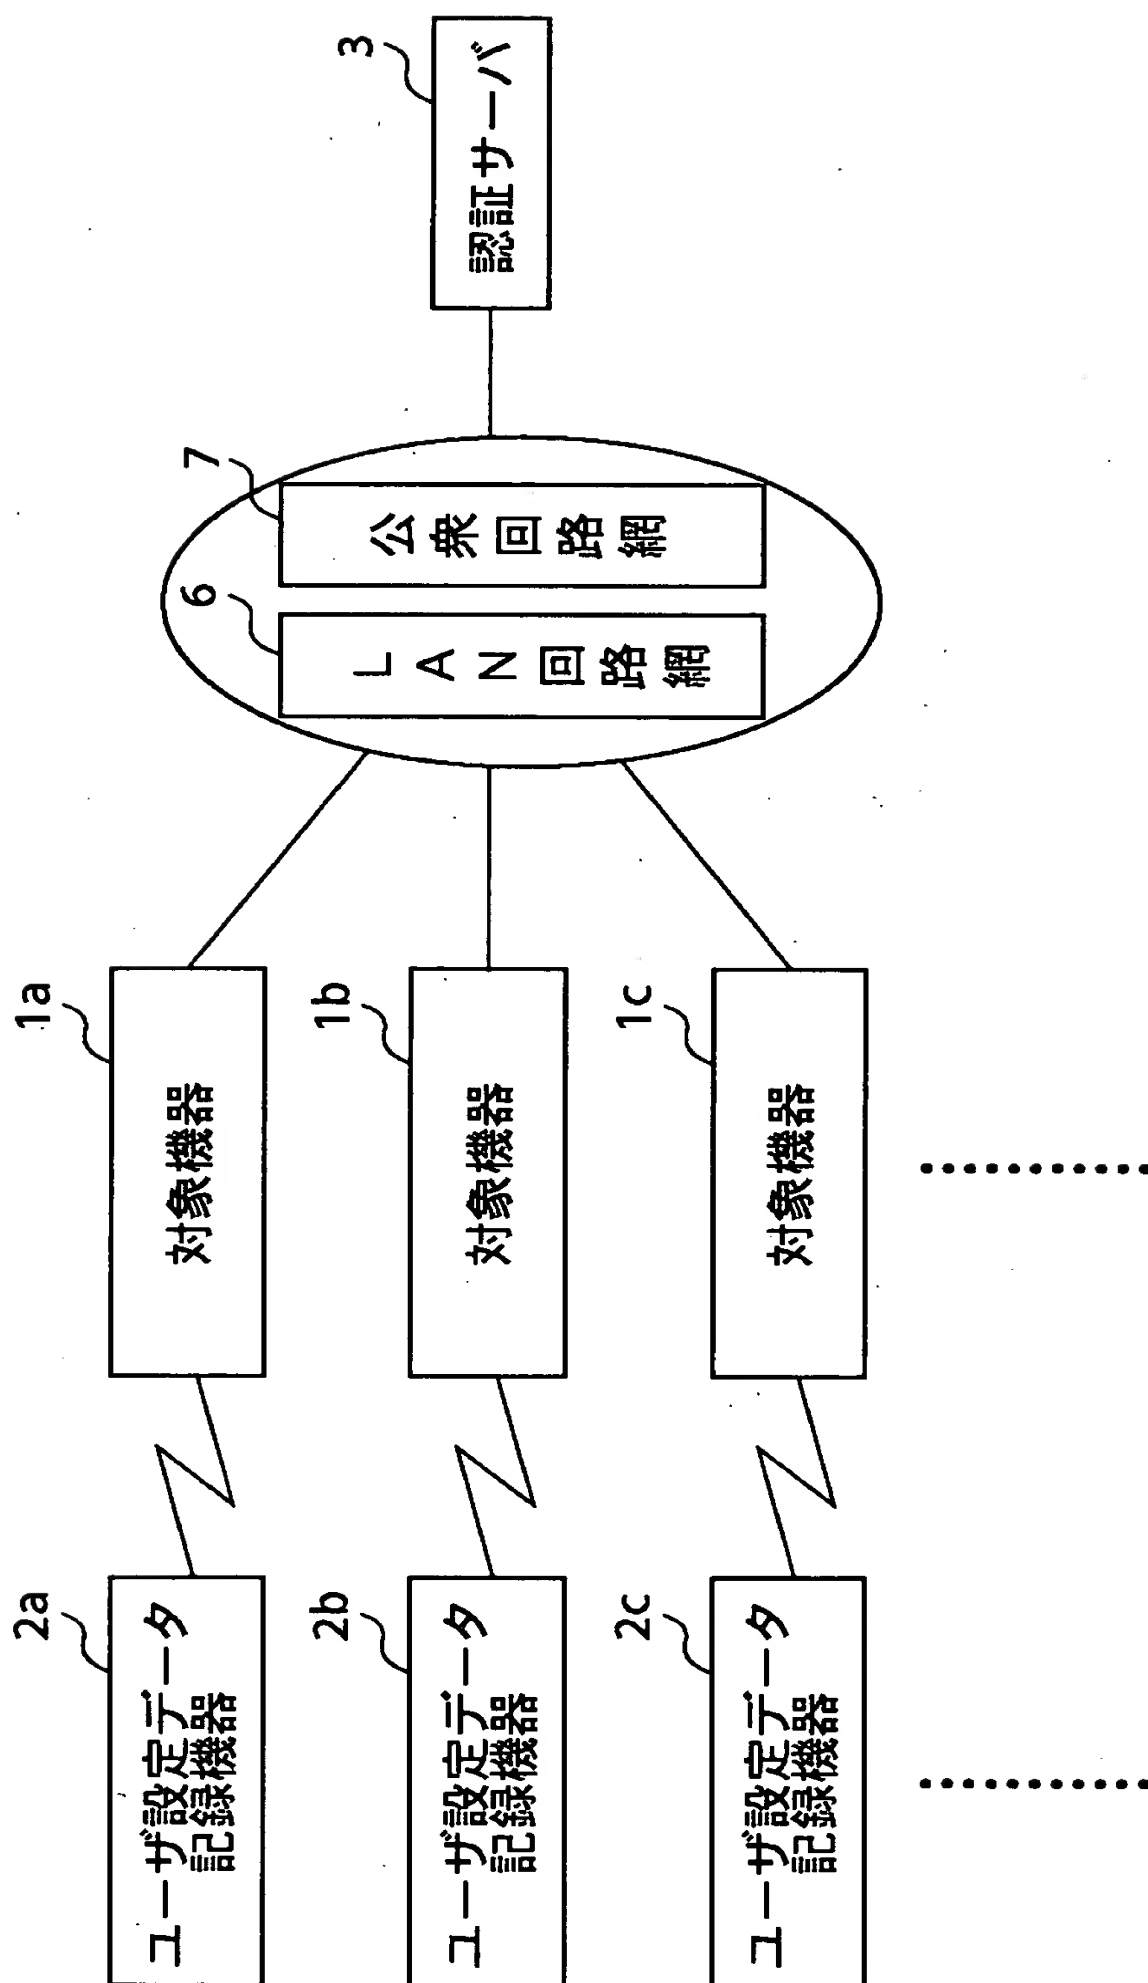 2a
ユーザ設定データ
記録機器
1a
対象機器
2b
ユーザ設定データ
記録機器
1b
対象機器
2c
ユーザ設定データ
記録機器
1c
対象機器
6
LAN回路網
7
公衆回路網
3
認証サーバ